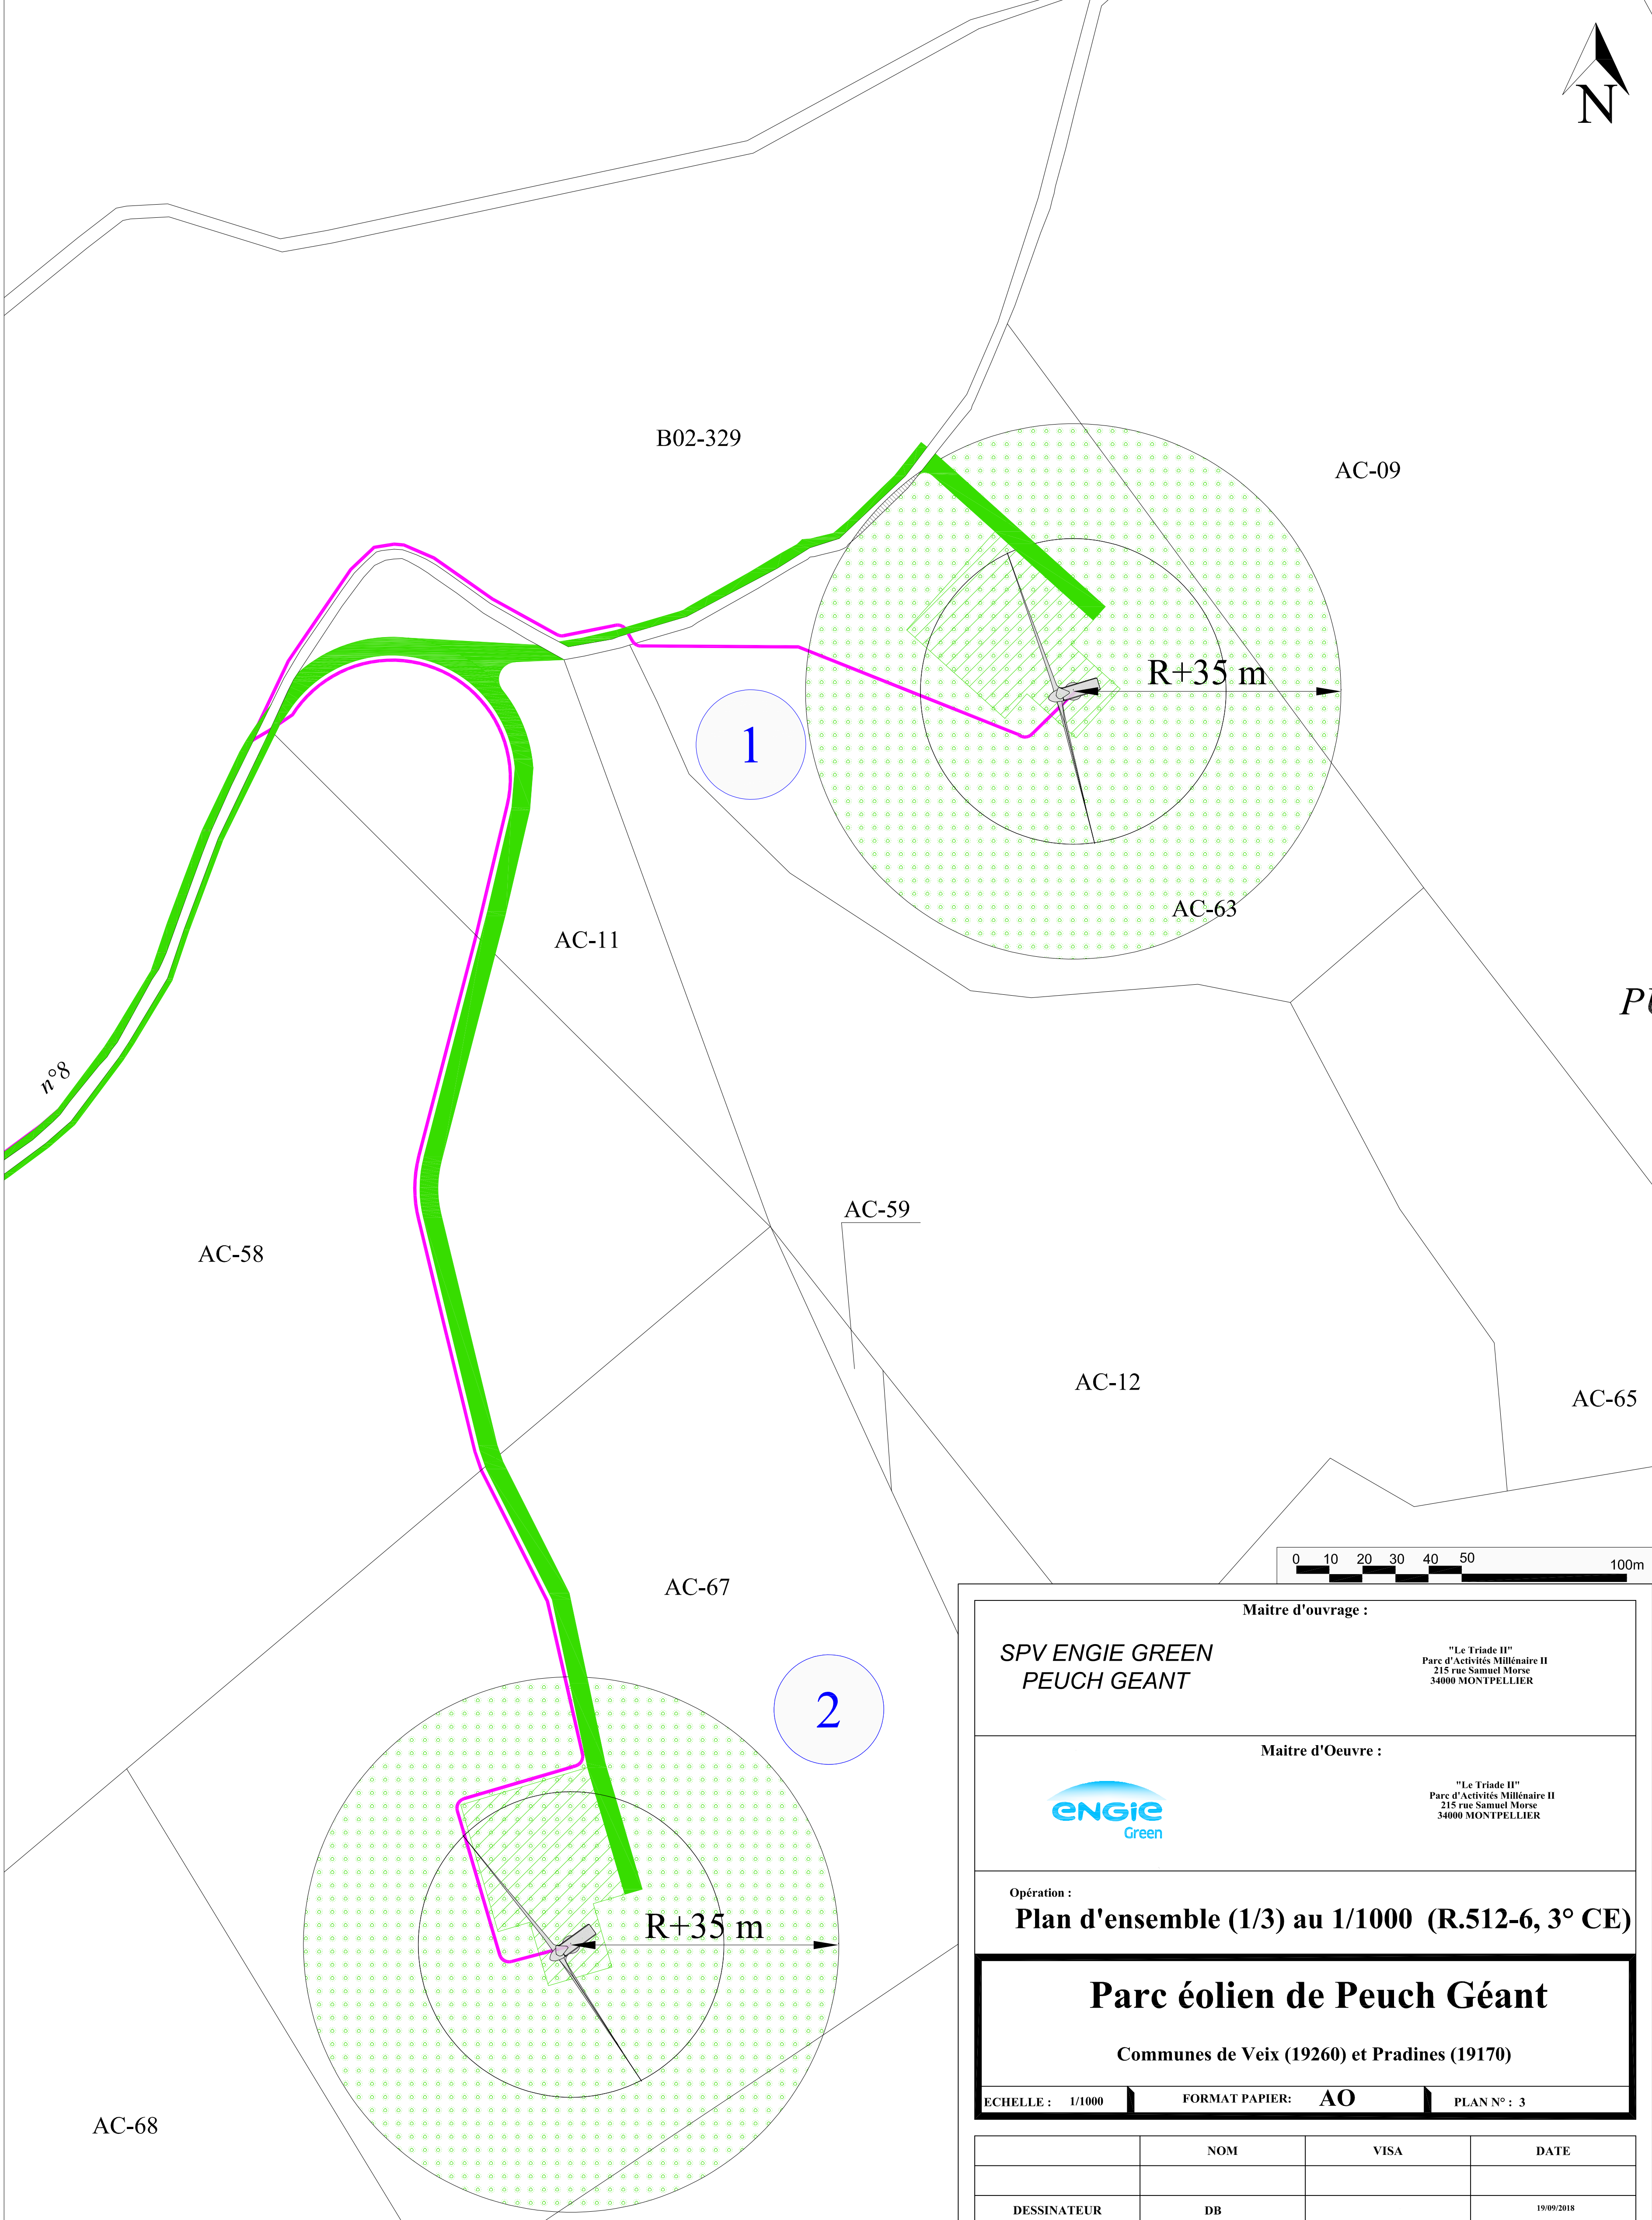 N
B02-329
AC-09
R+35 m
1
AC-63
AC-11
n°8
AC-59
AC-58
AC-12
AC-65
AC-67
2
R+35 m
AC-68
0 10 20 30 40 50 100m
Maitre d'ouvrage :
SPV ENGIE GREEN
PEUCH GEANT
"Le Triade II"
Parc d'Activités Millénaire II
215 rue Samuel Morse
34000 MONTPELLIER
Maitre d'Oeuvre :
ENGIE
Green
"Le Triade II"
Parc d'Activités Millénaire II
215 rue Samuel Morse
34000 MONTPELLIER
Opération :
Plan d'ensemble (1/3) au 1/1000 (R.512-6, 3° CE)
Parc éolien de Peuch Géant
Communes de Veix (19260) et Pradines (19170)
ECHELLE : 1/1000 FORMAT PAPIER: AO PLAN N° : 3
NOM VISA DATE
DESSINATEUR DB 19/09/2018